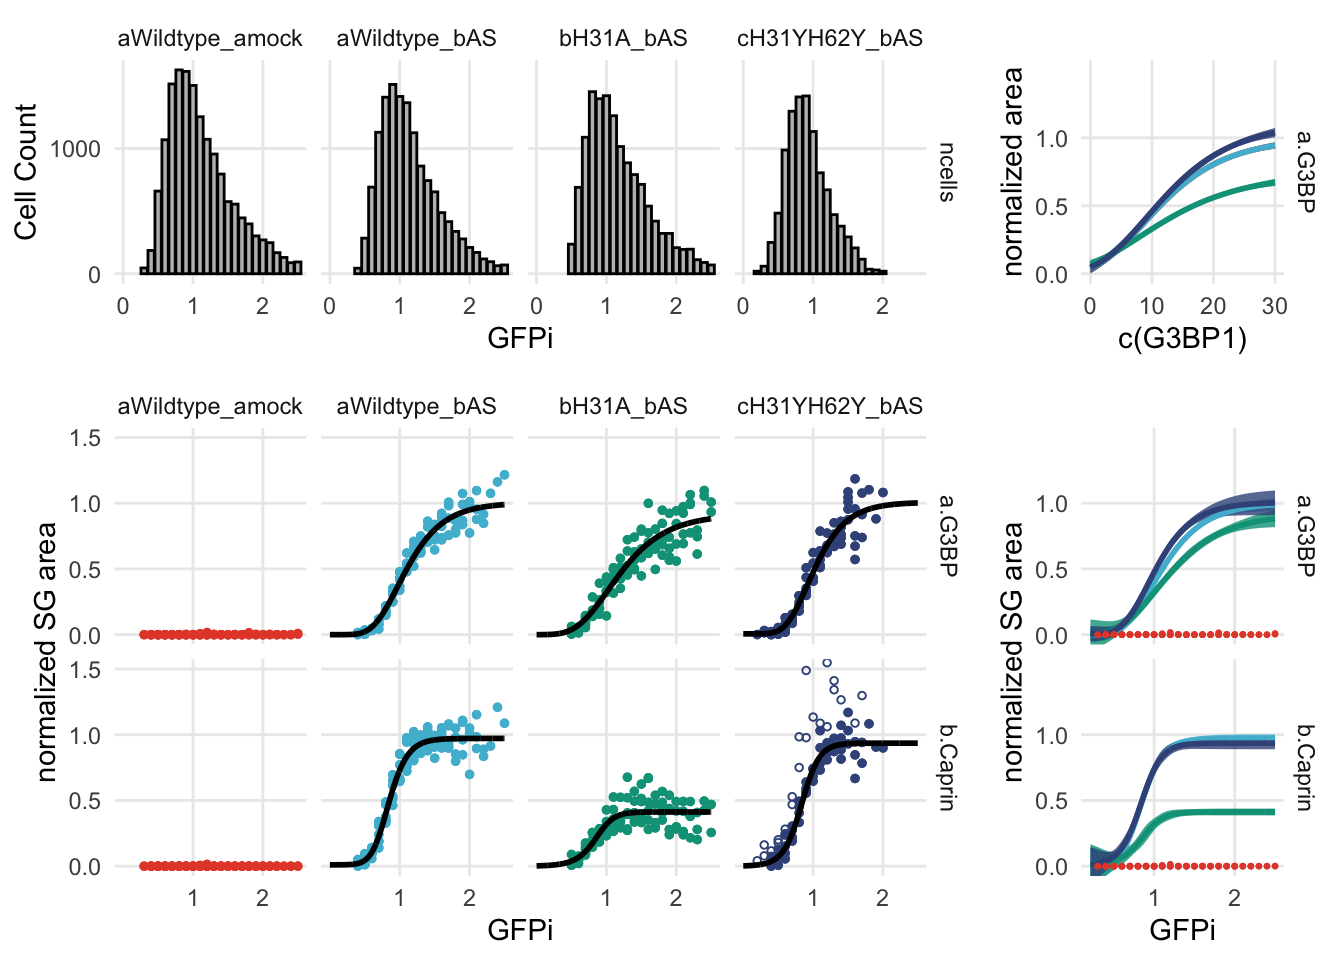 aWildtype_amock aWildtype_bAS bH31A_bAS cH31YH62Y_bAS
Cell Count
1000
0
ncells
0 1 2 0 1 2 0 1 2 0 1 2
GFPi
normalized area
1.0
0.5
0.0
a.G3BP
0 10 20 30
c(G3BP1)
aWildtype_amock aWildtype_bAS bH31A_bAS cH31YH62Y_bAS
normalized SG area
1.5
1.0
0.5
0.0
a.G3BP
1.5
1.0
0.5
0.0
b.Caprin
1 2 1 2 1 2 1 2
GFPi
normalized SG area
1.0
0.5
0.0
a.G3BP
1.0
0.5
0.0
b.Caprin
1 2
GFPi